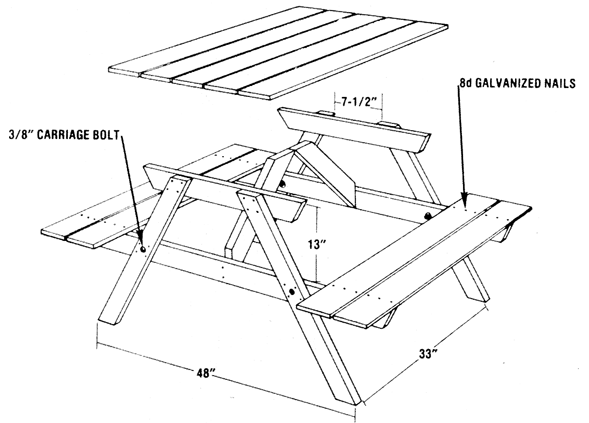 8d GALVANIZED NAILS
7-1/2"
3/8" CARRIAGE BOLT
13"
33"
48"